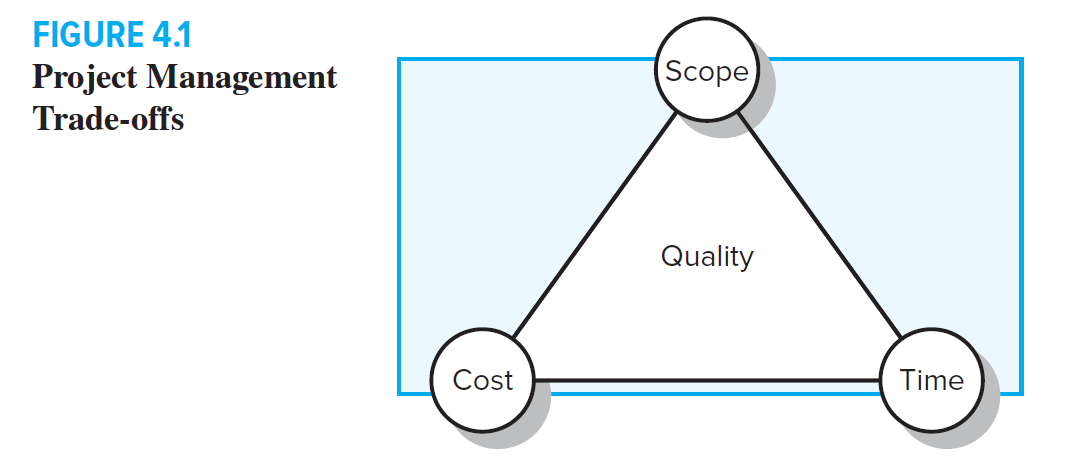 FIGURE 4.1
Project Management
Trade-offs
Scope
Quality
Cost
Time